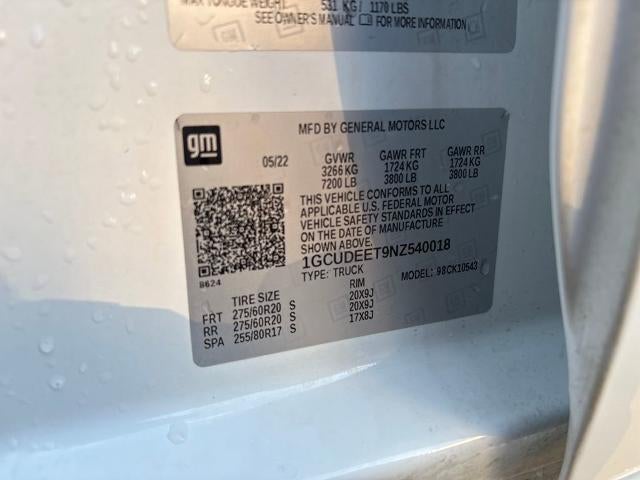 MAX TONGUE WEIGHT 531 KG / 1170 LBS
SEE OWNER'S MANUAL FOR MORE INFORMATION
gm
MFD BY GENERAL MOTORS LLC
05/22 GVWR GAWR FRT GAWR RR
3266 KG 1724 KG 1724 KG
7200 LB 3800 LB 3800 LB
THIS VEHICLE CONFORMS TO ALL
APPLICABLE U.S. FEDERAL MOTOR
VEHICLE SAFETY STANDARDS IN EFFECT
ON THE DATE OF MANUFACTURE
SHOWN ABOVE.
1GCUDEET9NZ540018
TYPE: TRUCK MODEL: 98CK10543
8624
TIRE SIZE RIM
FRT 275/60R20 S 20X9J
RR 275/60R20 S 20X9J
SPA 255/80R17 S 17X8J